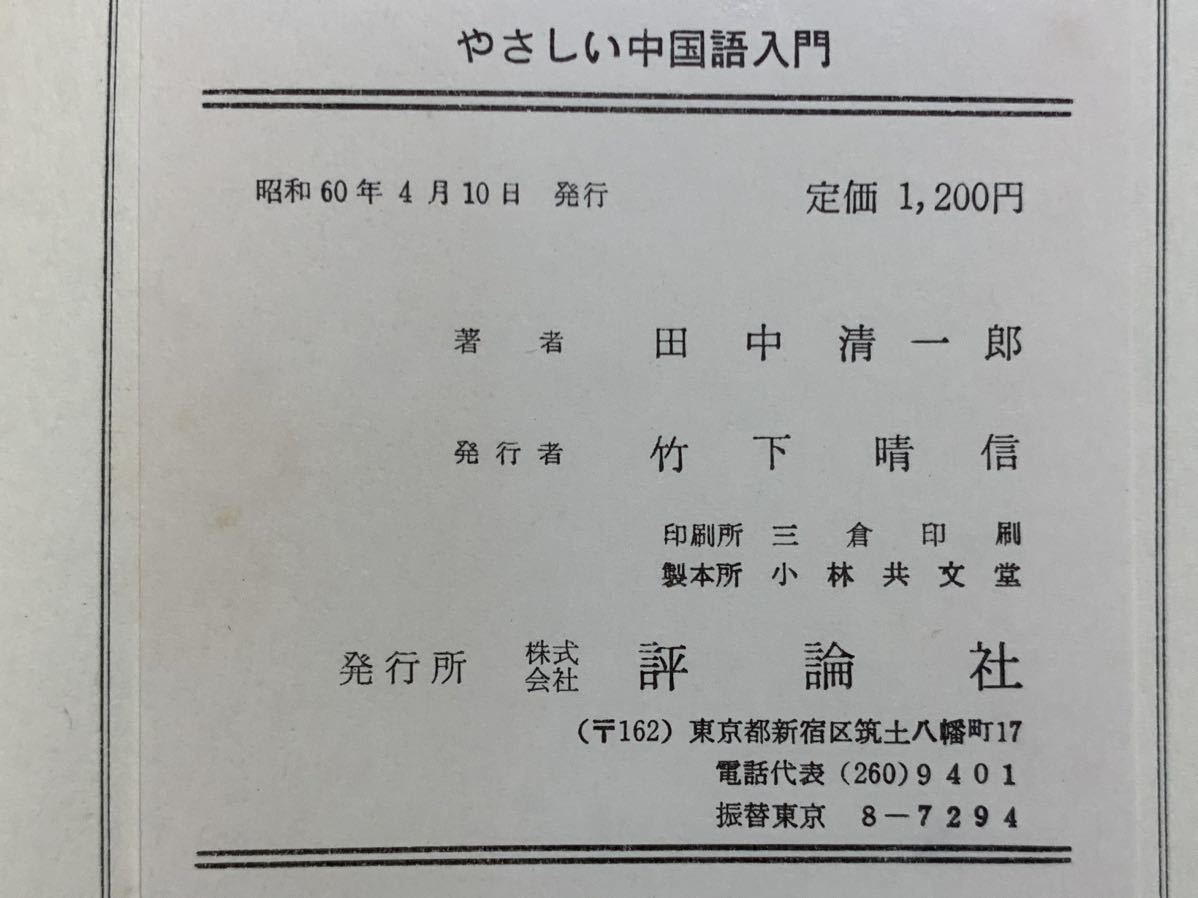 やさしい中国語入門
昭和60年4月10日 発行 定価 1,200円
著者 田中清一郎
発行者 竹下晴信
印刷所 三倉印刷
製本所 小林共文堂
発行所 株式会社 評論社
(〒162) 東京都新宿区筑土八幡町17
電話代表 (260) 9401
振替東京 8-7294